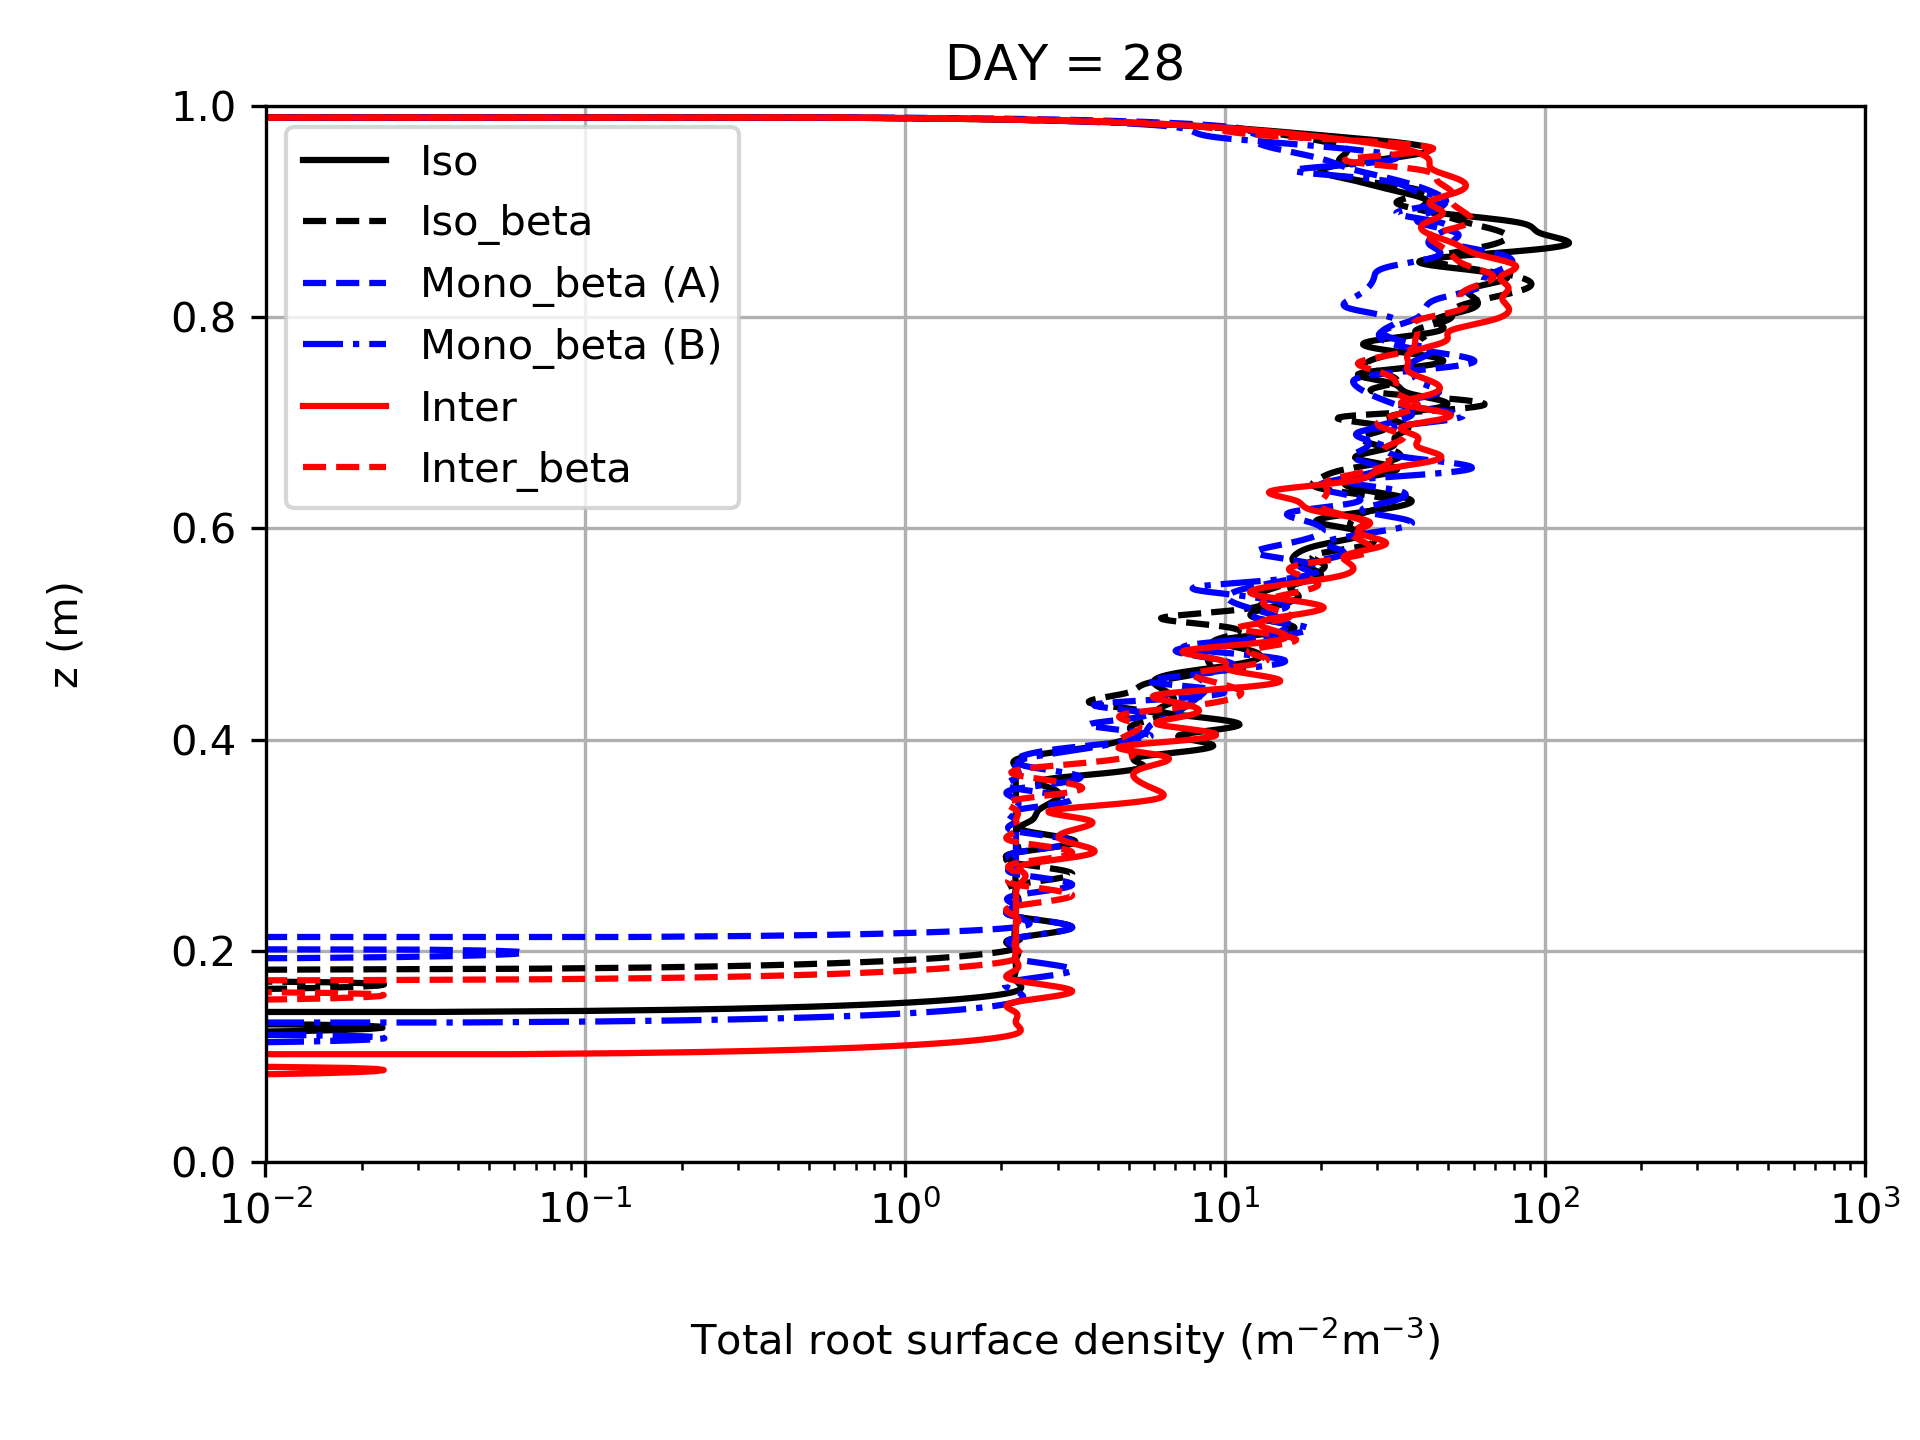 DAY = 28
1.0
0.8
0.6
0.4
0.2
0.0
z (m)
Iso
Iso_beta
Mono_beta (A)
Mono_beta (B)
Inter
Inter_beta
10⁻² 10⁻¹ 10⁰ 10¹ 10² 10³
Total root surface density (m⁻²m⁻³)